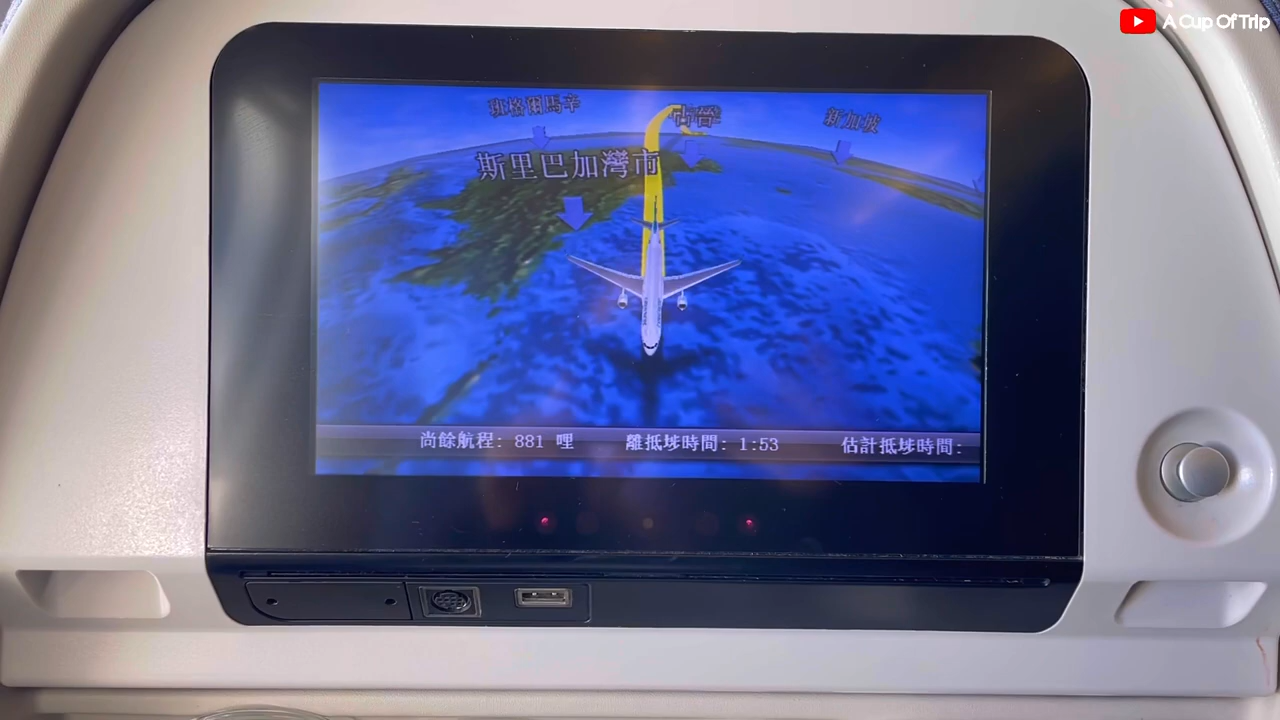 A Cup Of Trip
班格爾馬辛
古晉
新加坡
斯里巴加灣市
尚餘航程: 881 哩 離抵埗時間: 1:53 估計抵埗時間: